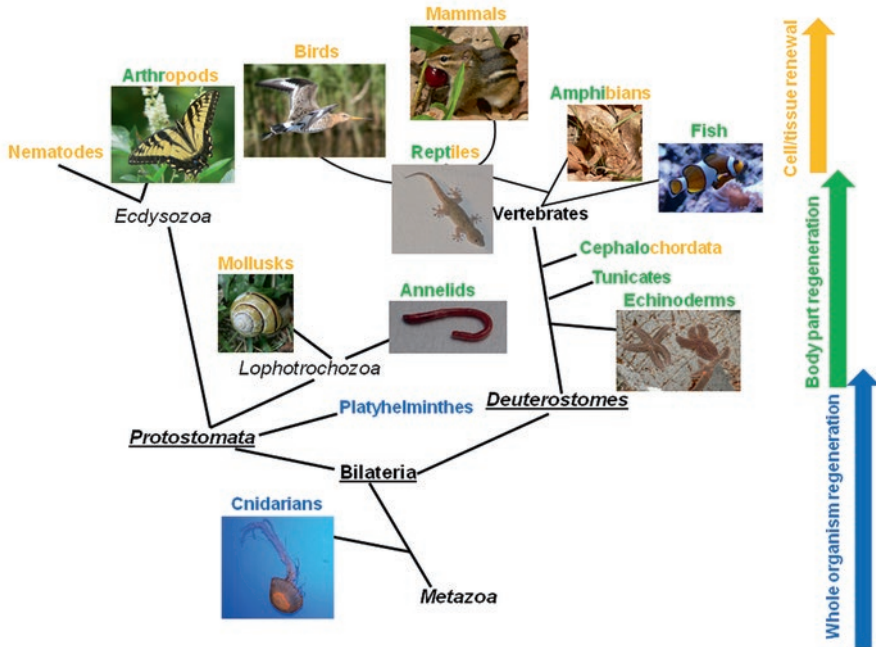 Mammals
Birds
Arthropods
Amphibians
Fish
Nematodes
Reptiles
Ecdysozoa
Vertebrates
Cephalochordata
Mollusks
Tunicates
Annelids
Echinoderms
Lophotrochozoa
Platyhelminthes
Deuterostomes
Protostomata
Bilateria
Cnidarians
Metazoa
Cell/tissue renewal
Body part regeneration
Whole organism regeneration